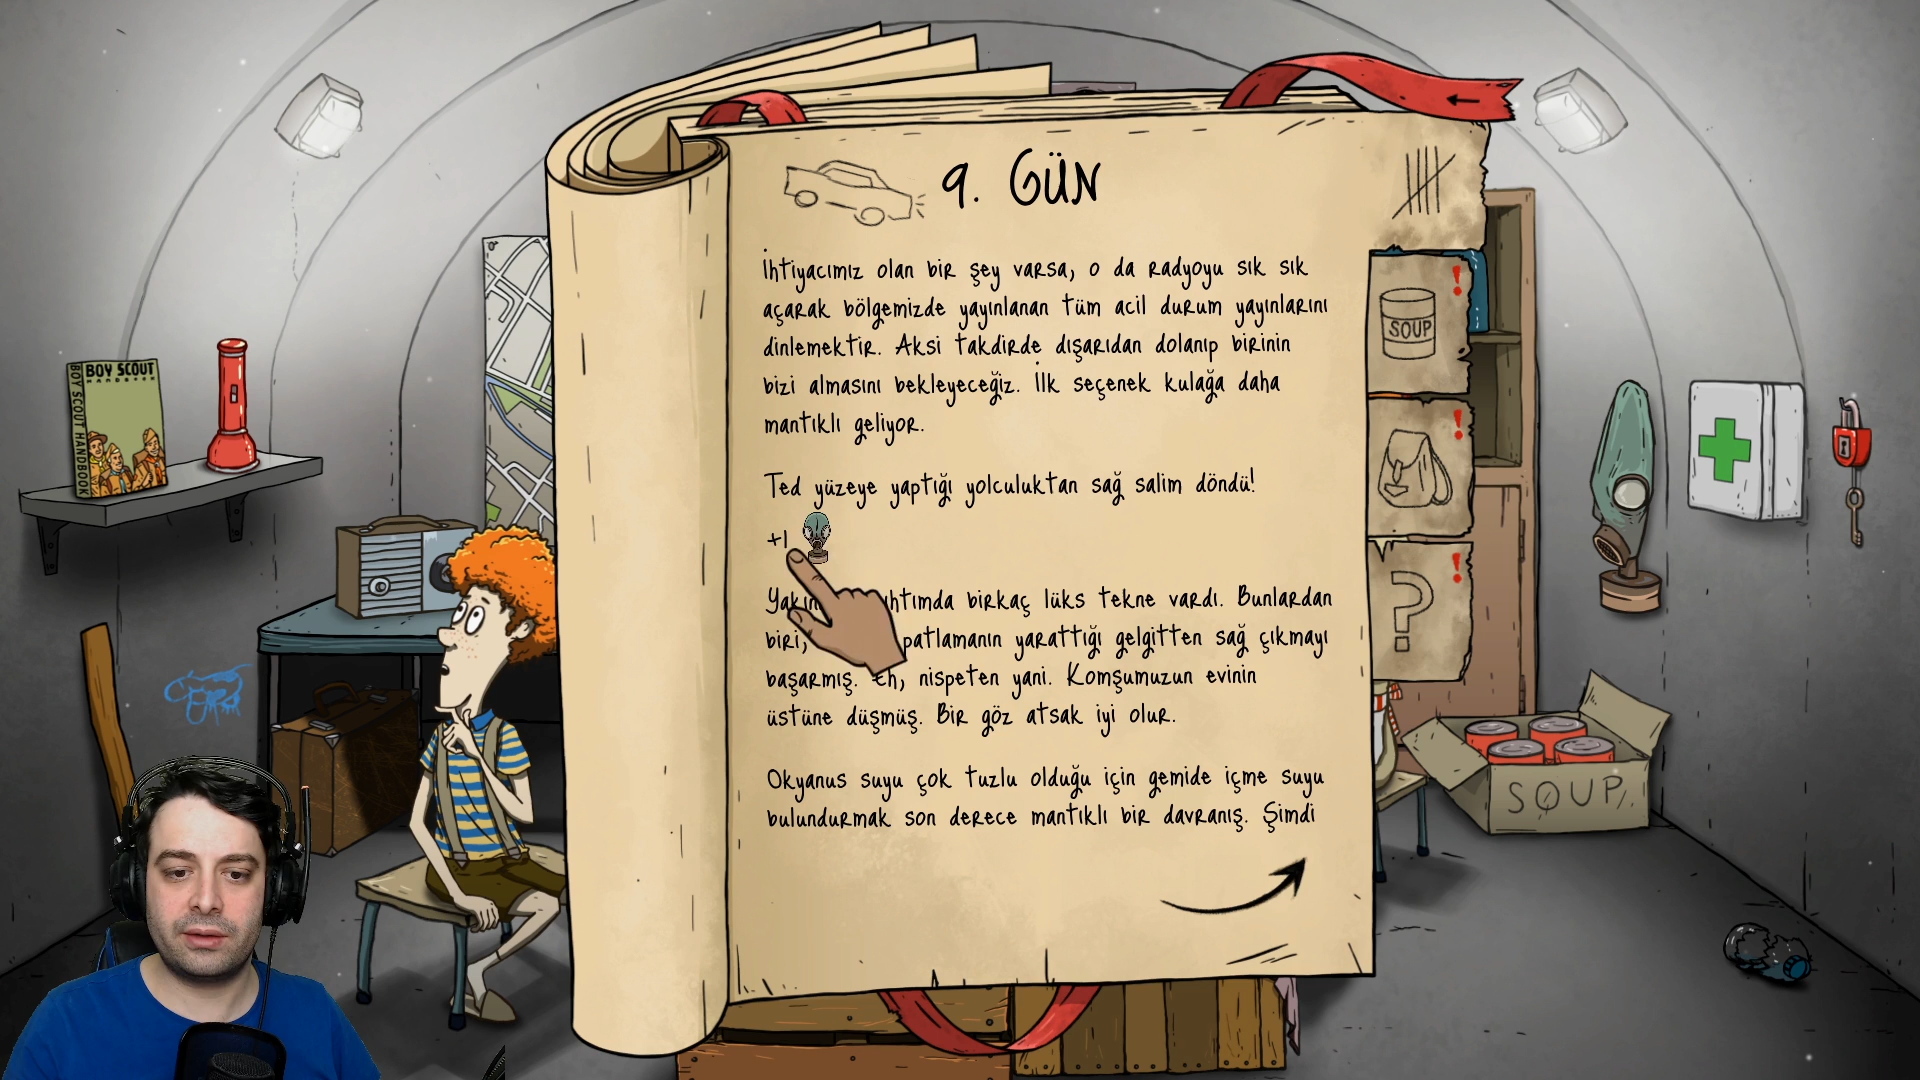 9. GÜN
İhtiyacımız olan bir şey varsa, o da radyoyu sık sık
açarak bölgemizde yayınlanan tüm acil durum yayınlarını
dinlemektir. Aksi takdirde dışarıdan dolanıp birinin
bizi almasını bekleyeceğiz. İlk seçenek kulağa daha
mantıklı geliyor.
Ted yüzeye yaptığı yolculuktan sağ salim döndü!
+1
birkaç lüks tekne vardı. Bunlardan
biri, patlamanın yarattığı gelgitten sağ çıkmayı
başarmış. Eh, nispeten yani. Komşumuzun evinin
üstüne düşmüş. Bir göz atsak iyi olur.
Okyanus suyu çok tuzlu olduğu için gemide içme suyu
bulundurmak son derece mantıklı bir davranış. Şimdi
SOUP
!
!
?
!
BOY SCOUT
HANDBOOK
BOY SCOUT HANDBOOK
SOUP